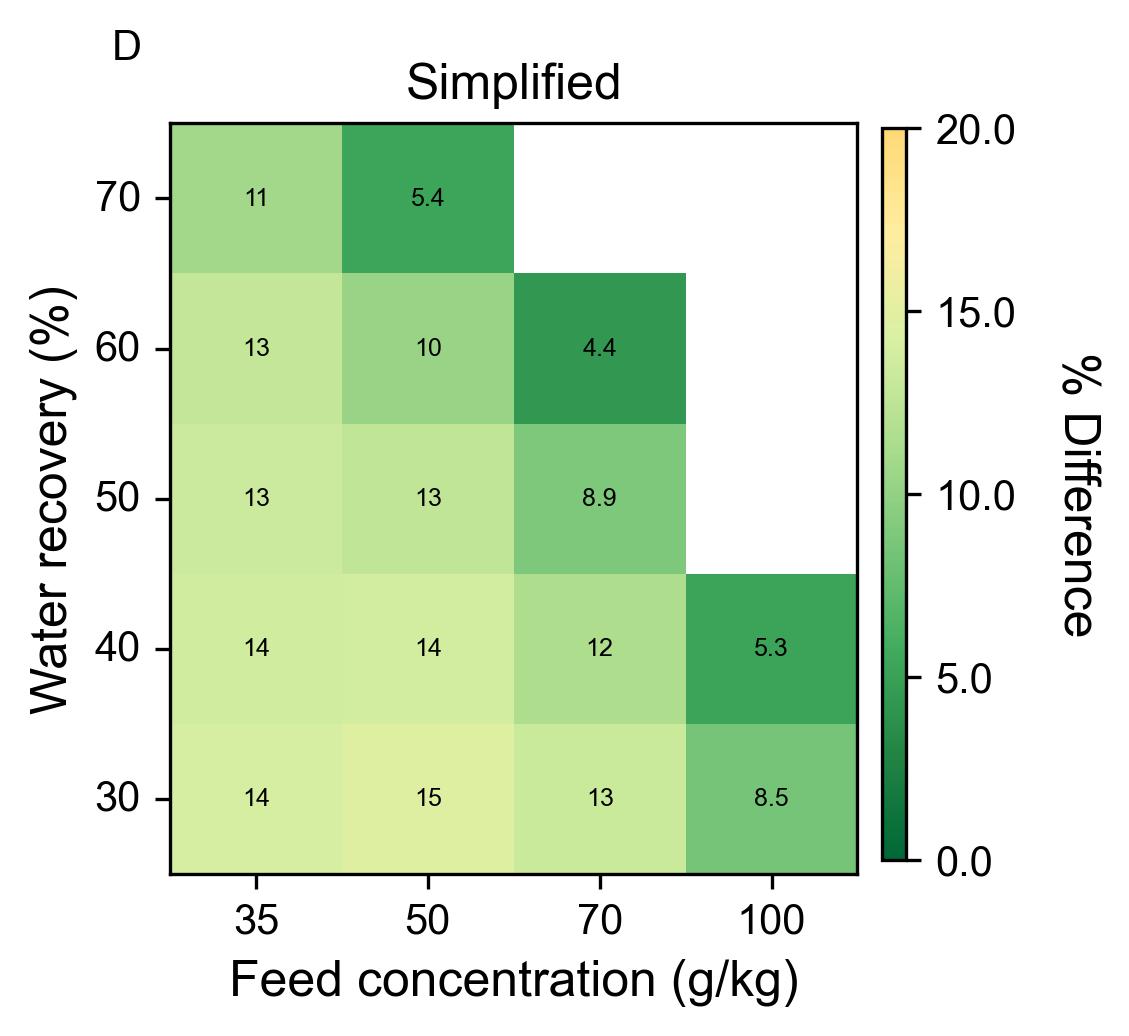 D
Simplified
70 11 5.4
60 13 10 4.4
50 13 13 8.9
40 14 14 12 5.3
30 14 15 13 8.5
35 50 70 100
Feed concentration (g/kg)
Water recovery (%)
20.0
15.0
10.0
5.0
0.0
% Difference